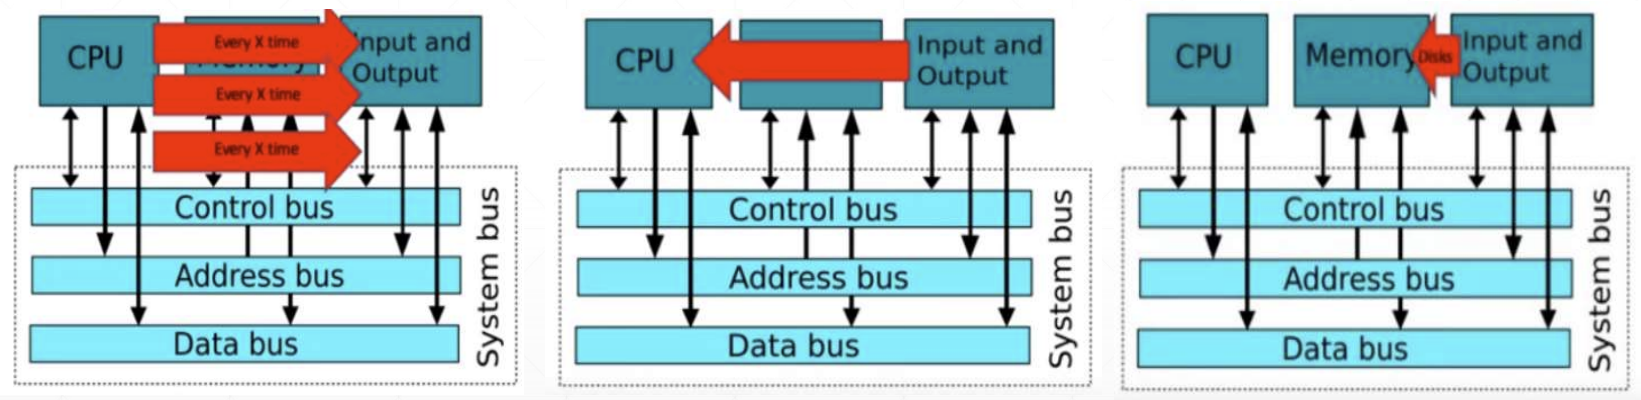 CPU
Every X time
Memory
Input and
Output
Every X time
Every X time
Control bus
Address bus
Data bus
System bus
CPU
Input and
Output
Control bus
Address bus
Data bus
System bus
CPU
Memory
Disks
Input and
Output
Control bus
Address bus
Data bus
System bus